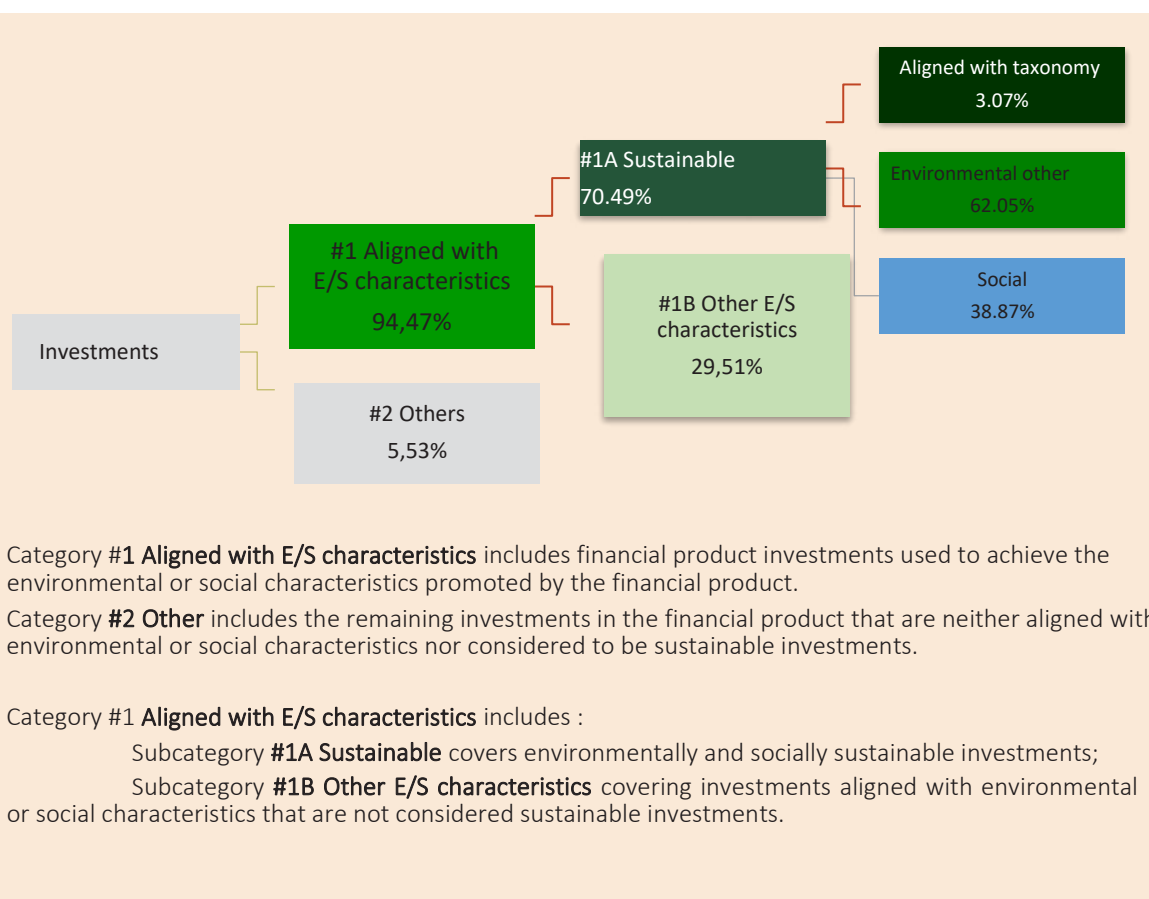 Aligned with taxonomy
3.07%
#1A Sustainable
70.49%
Environmental other
62.05%
#1 Aligned with
E/S characteristics
94,47%
#1B Other E/S
characteristics
29,51%
Social
38.87%
Investments
#2 Others
5,53%
Category #1 Aligned with E/S characteristics includes financial product investments used to achieve the
environmental or social characteristics promoted by the financial product.
Category #2 Other includes the remaining investments in the financial product that are neither aligned with
environmental or social characteristics nor considered to be sustainable investments.
Category #1 Aligned with E/S characteristics includes :
Subcategory #1A Sustainable covers environmentally and socially sustainable investments;
Subcategory #1B Other E/S characteristics covering investments aligned with environmental
or social characteristics that are not considered sustainable investments.